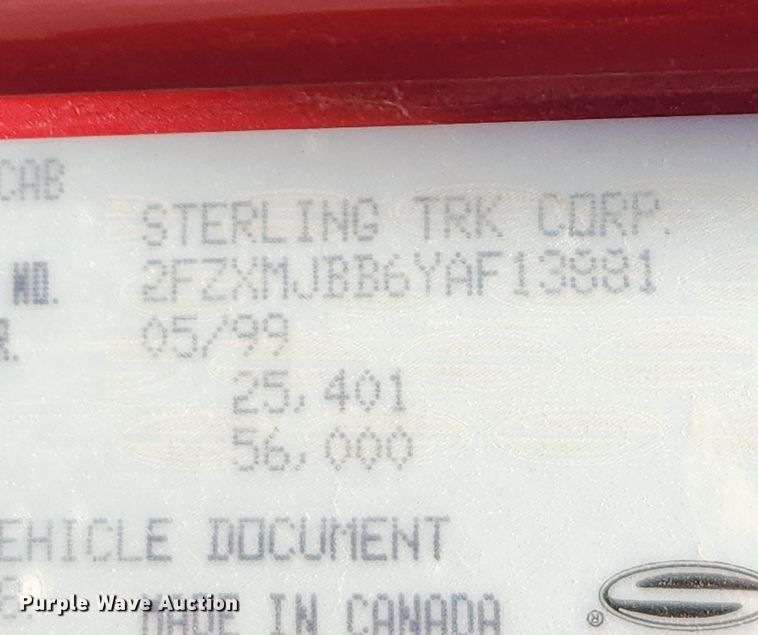 CAB
STERLING TRK CORP.
NO. 2FZXMJBB6YAF13881
R. 05/99
25,401
56,000
EHICLE DOCUMENT
MADE IN CANADA
®
Purple Wave Auction